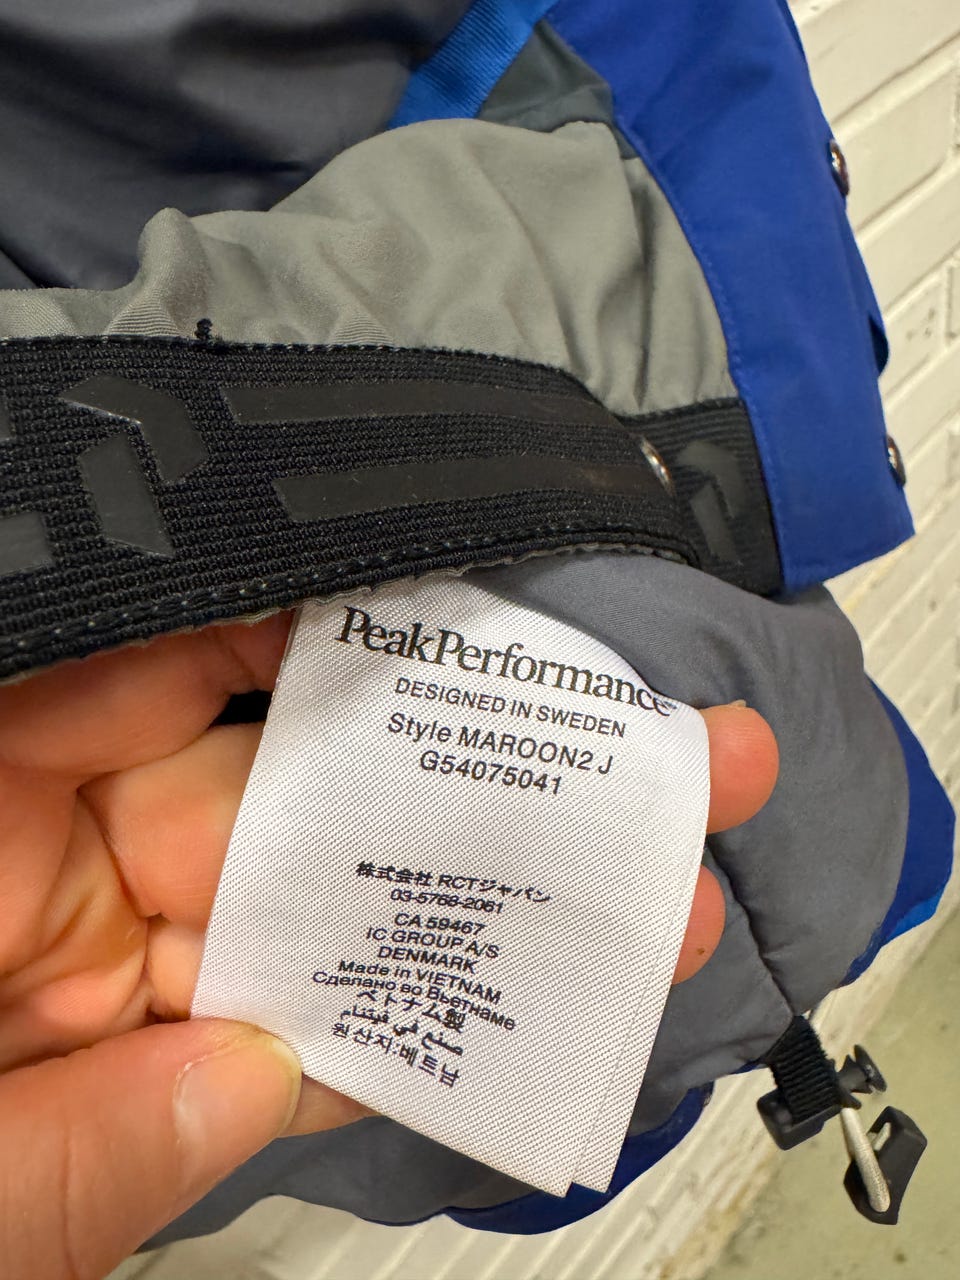 PeakPerformance
DESIGNED IN SWEDEN
Style MAROON2 J
G54075041
株式会社 RCTジャパン
03-5766-2061
CA 59467
IC GROUP A/S
DENMARK
Made in VIETNAM
Сделано во Вьетнаме
ベトナム製
صنع في فيتنام
원산지:베트남